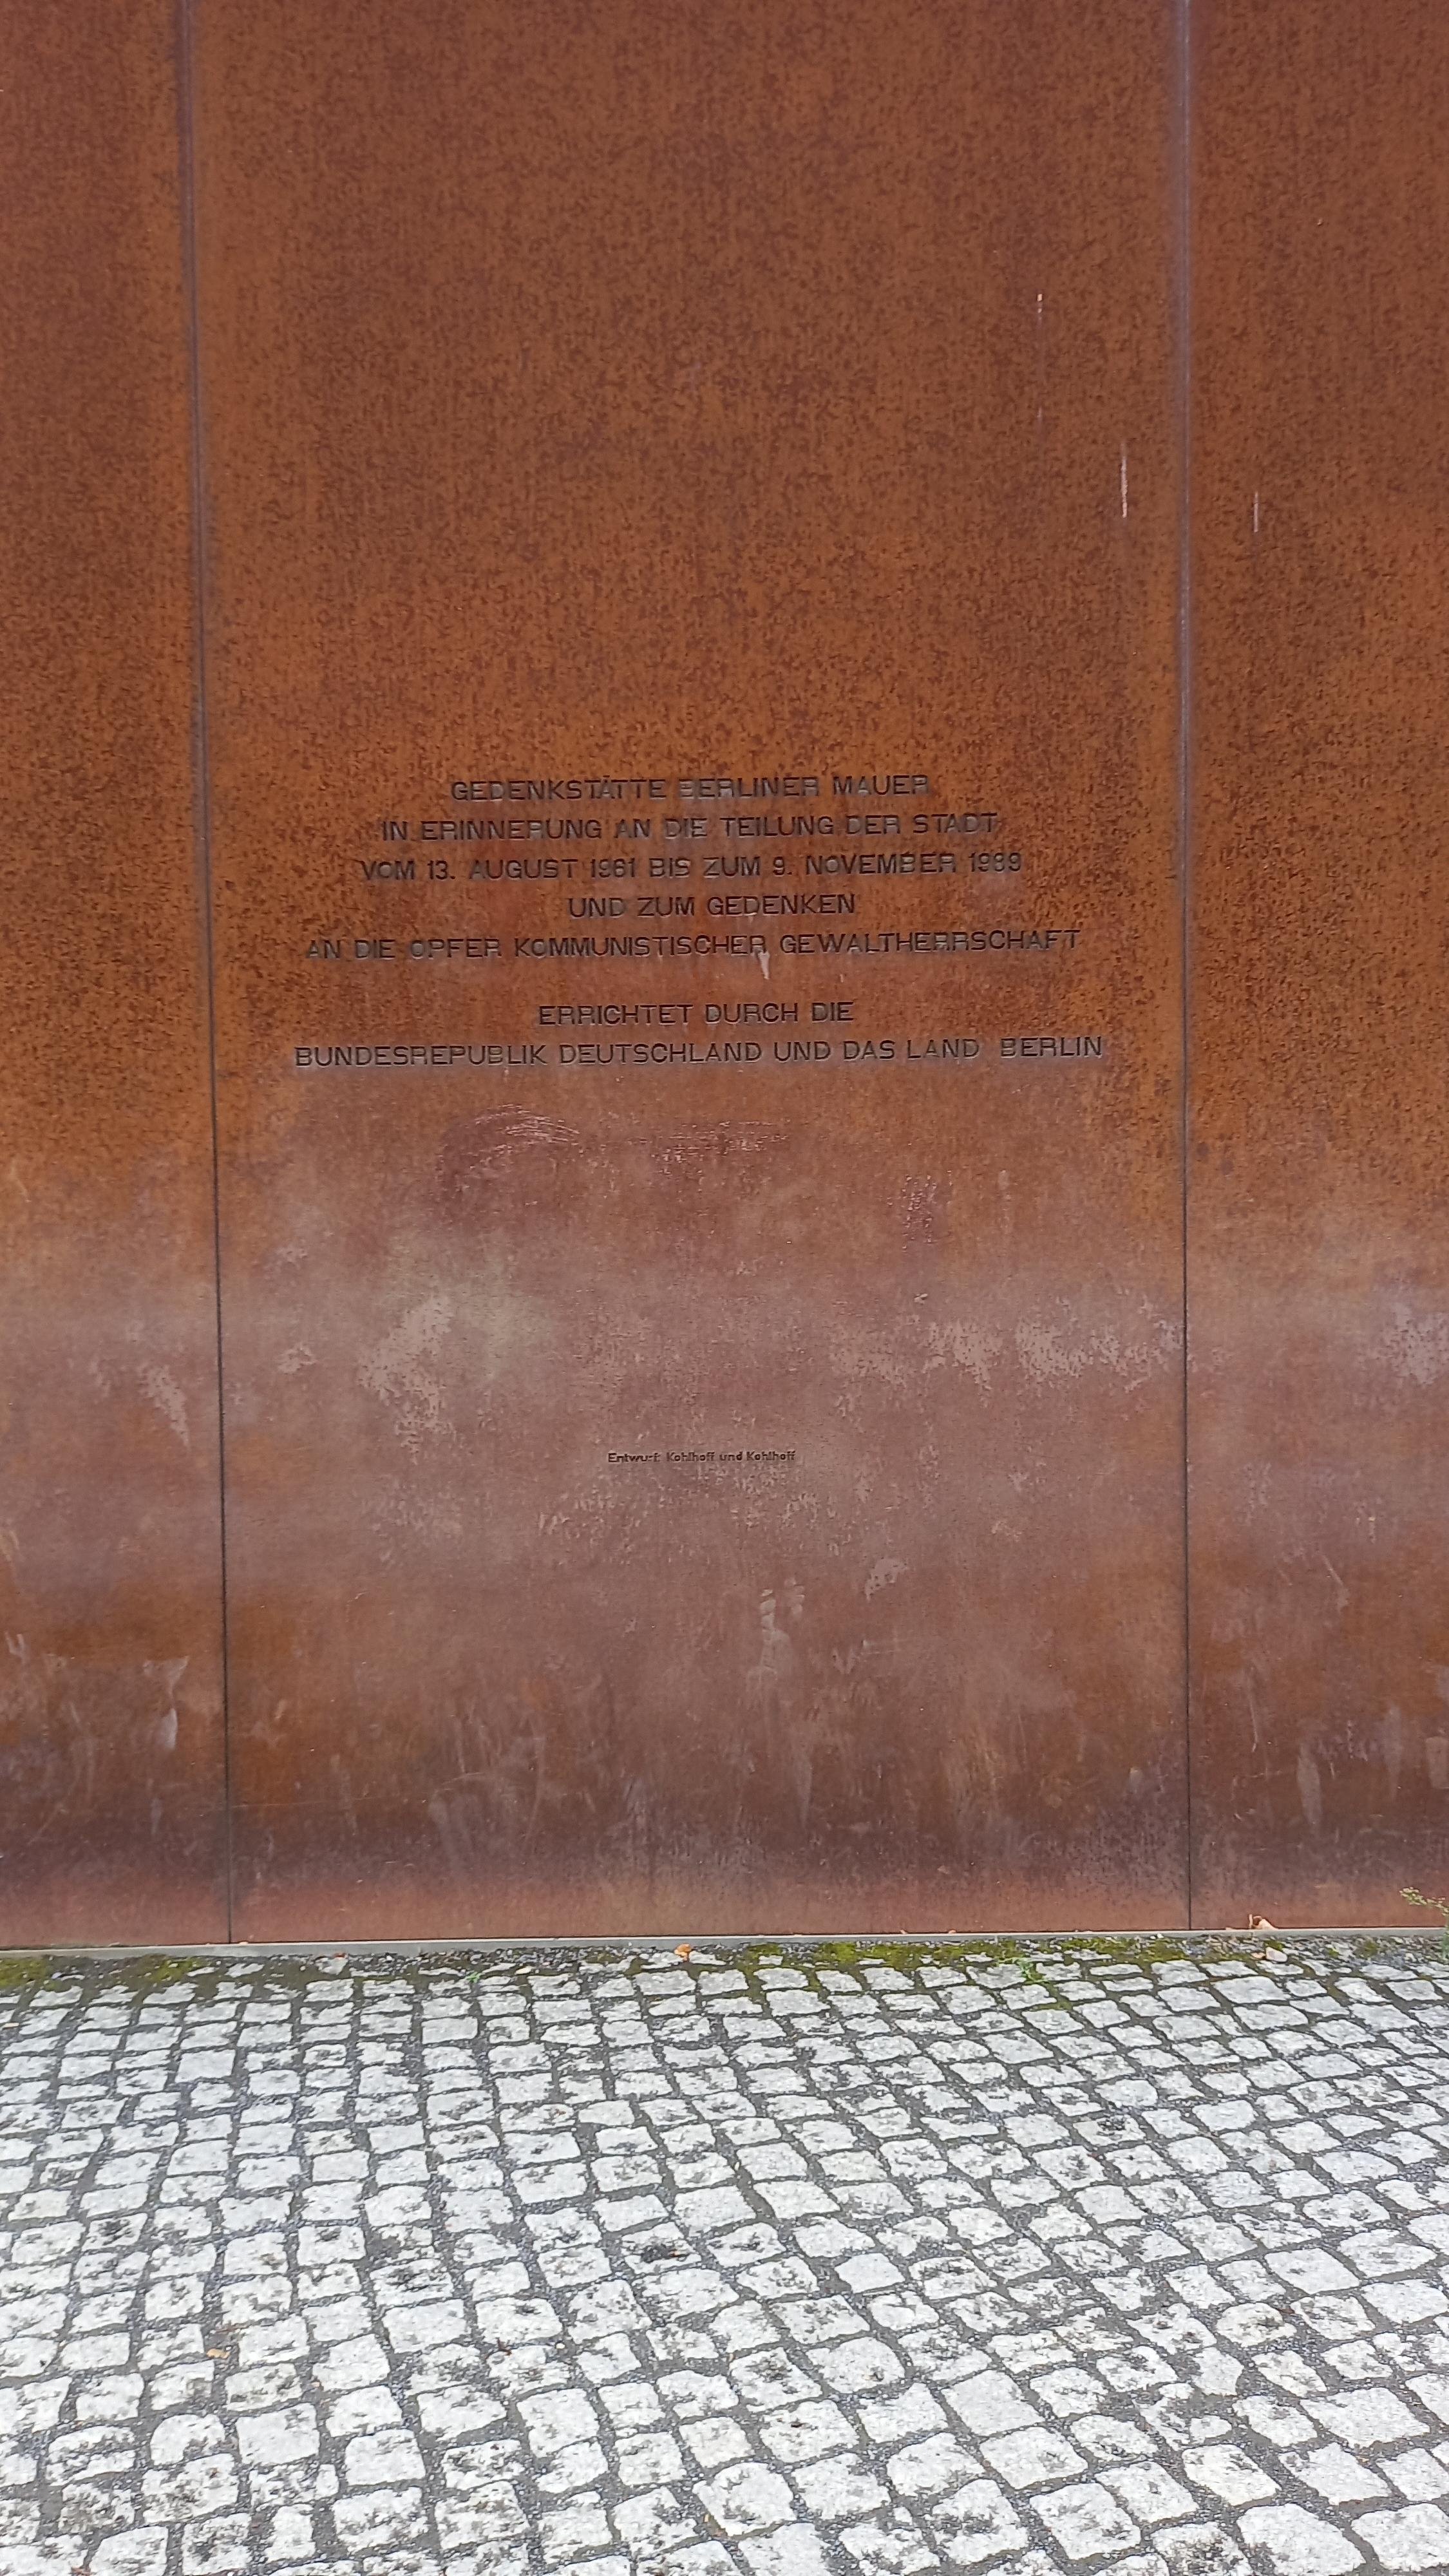 GEDENKSTÄTTE BERLINER MAUER
IN ERINNERUNG AN DIE TEILUNG DER STADT
VOM 13. AUGUST 1961 BIS ZUM 9. NOVEMBER 1989
UND ZUM GEDENKEN
AN DIE OPFER KOMMUNISTISCHER GEWALTHERRSCHAFT
ERRICHTET DURCH DIE
BUNDESREPUBLIK DEUTSCHLAND UND DAS LAND BERLIN
Entwurf: Kohlhoff und Kohlhoff